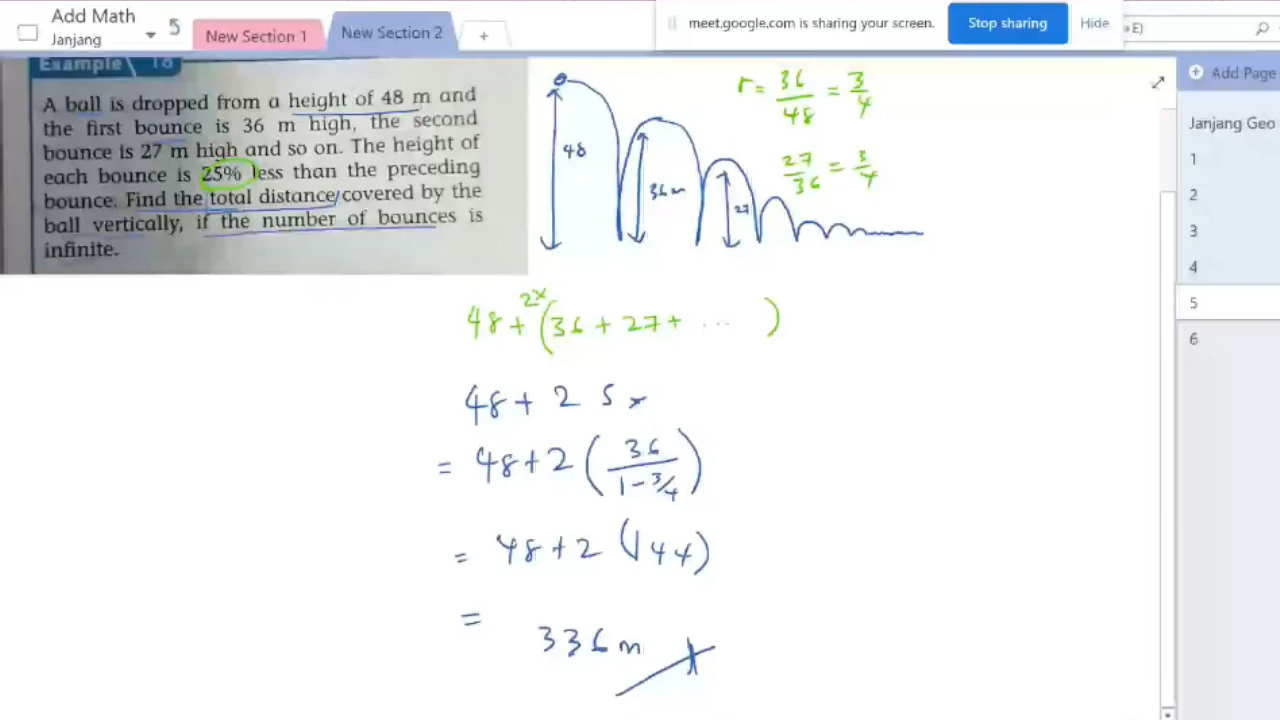 Add Math
Janjang
New Section 1
New Section 2
+
meet.google.com is sharing your screen.
Stop sharing
Hide
E)
Add Page
Janjang Geo
1
2
3
4
5
6
Example 18
A ball is dropped from a height of 48 m and
the first bounce is 36 m high, the second
bounce is 27 m high and so on. The height of
each bounce is 25% less than the preceding
bounce. Find the total distance covered by the
ball vertically, if the number of bounces is
infinite.
48
36 m
27
r = 36/48 = 3/4
27/36 = 3/4
48 + 2x (36 + 27 + ... )
48 + 2 S∞
= 48 + 2 (36/(1 - 3/4))
= 48 + 2 (144)
=
336 m